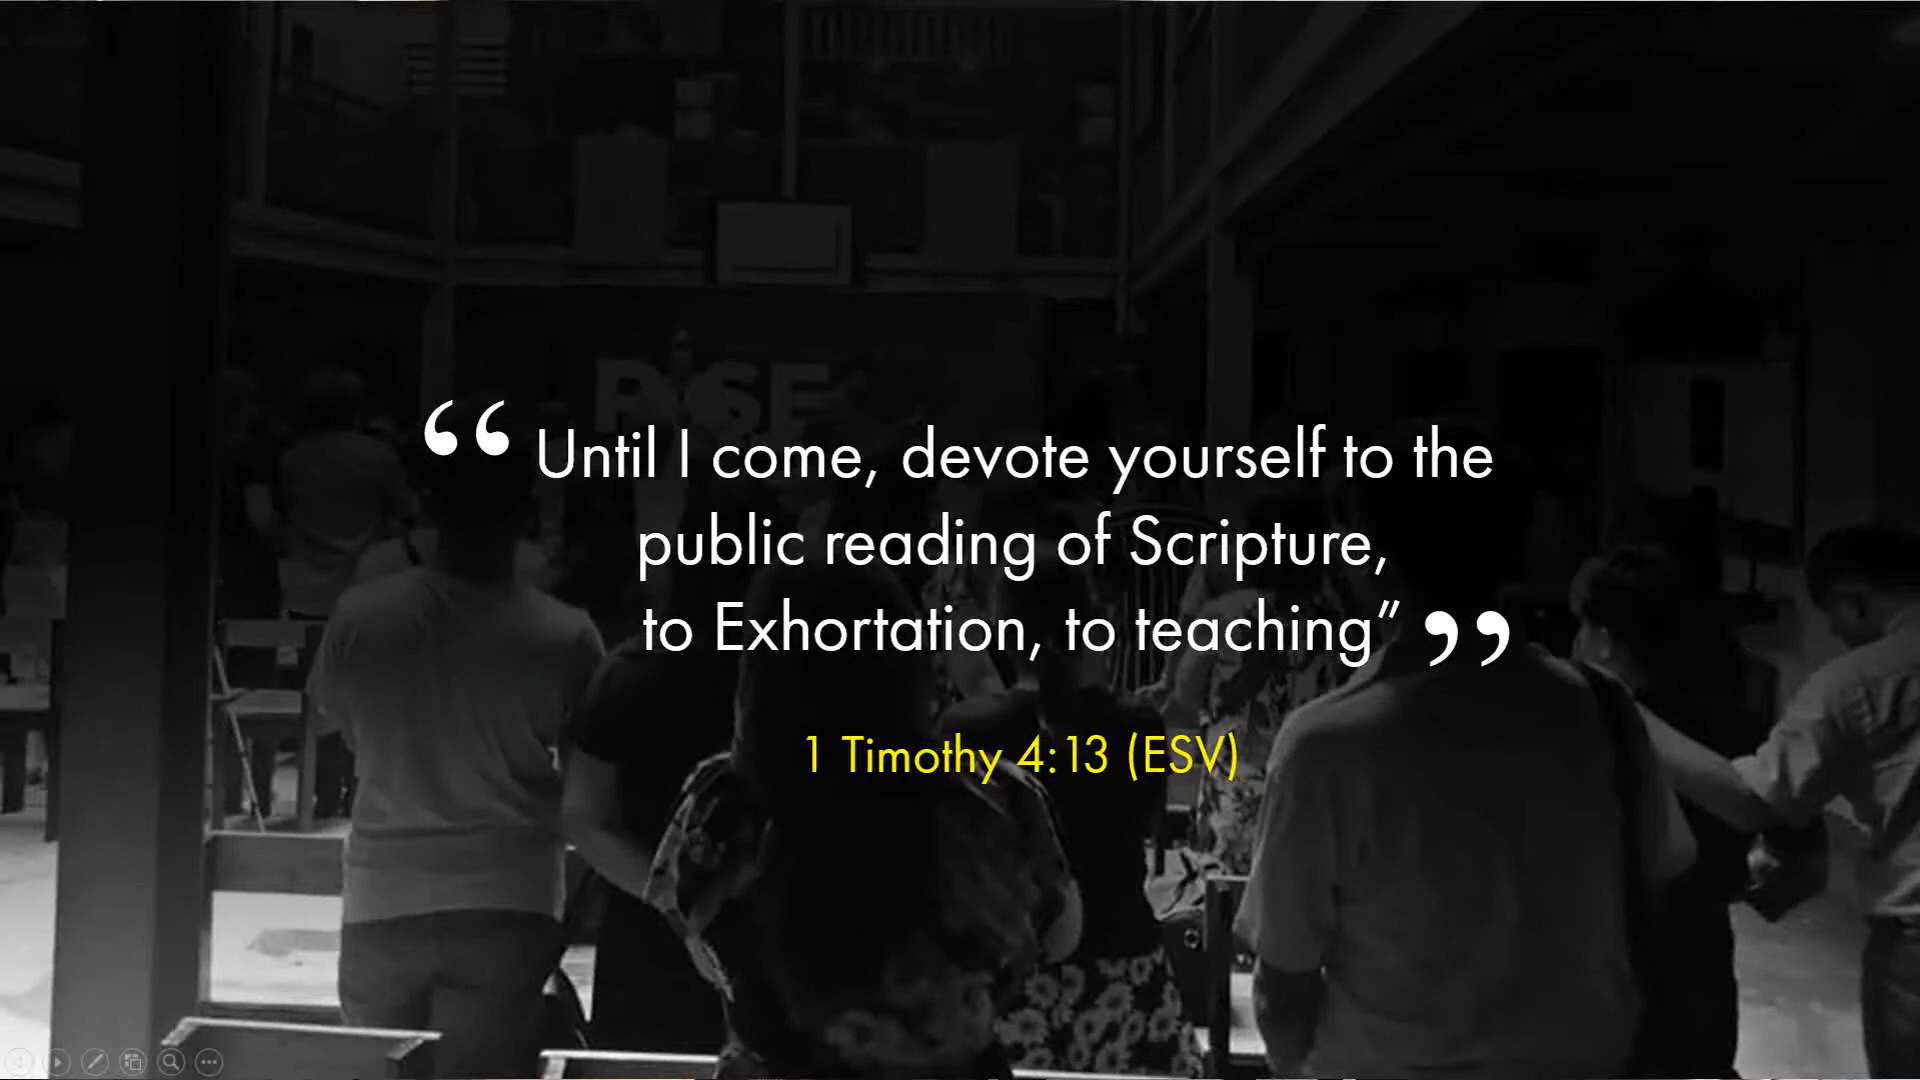 “Until I come, devote yourself to the
public reading of Scripture,
to Exhortation, to teaching””
1 Timothy 4:13 (ESV)